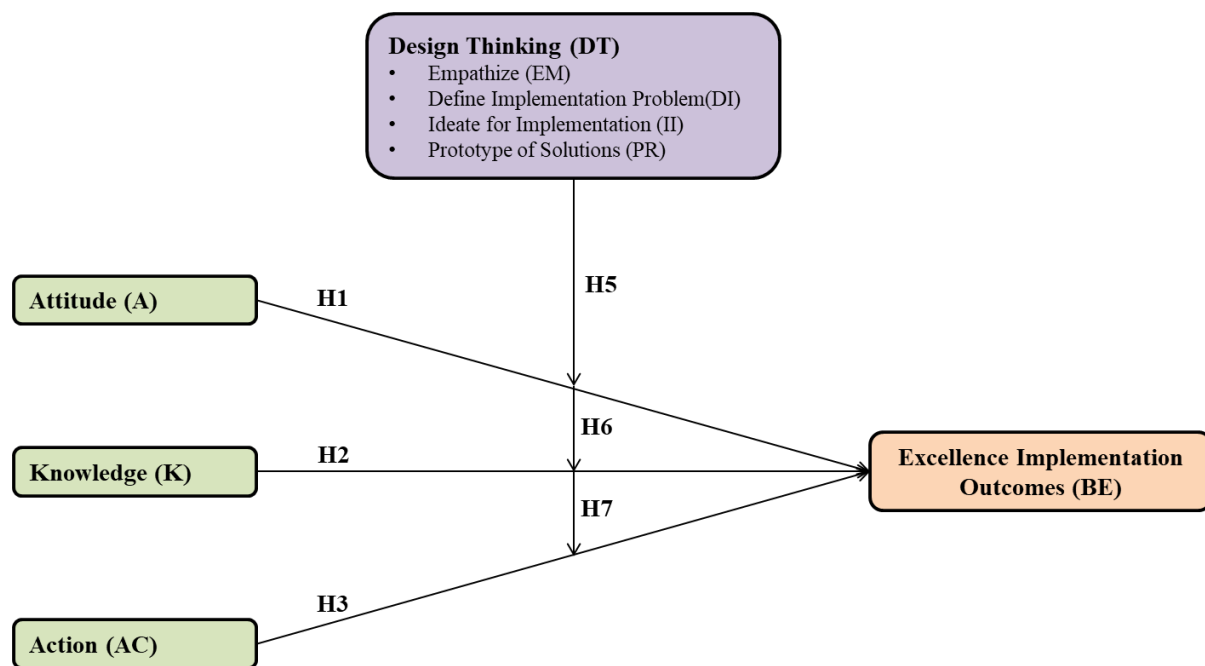 Design Thinking (DT)
• Empathize (EM)
• Define Implementation Problem(DI)
• Ideate for Implementation (II)
• Prototype of Solutions (PR)
H5
Attitude (A)
H1
H6
Knowledge (K)
H2
Excellence Implementation
Outcomes (BE)
H7
H3
Action (AC)